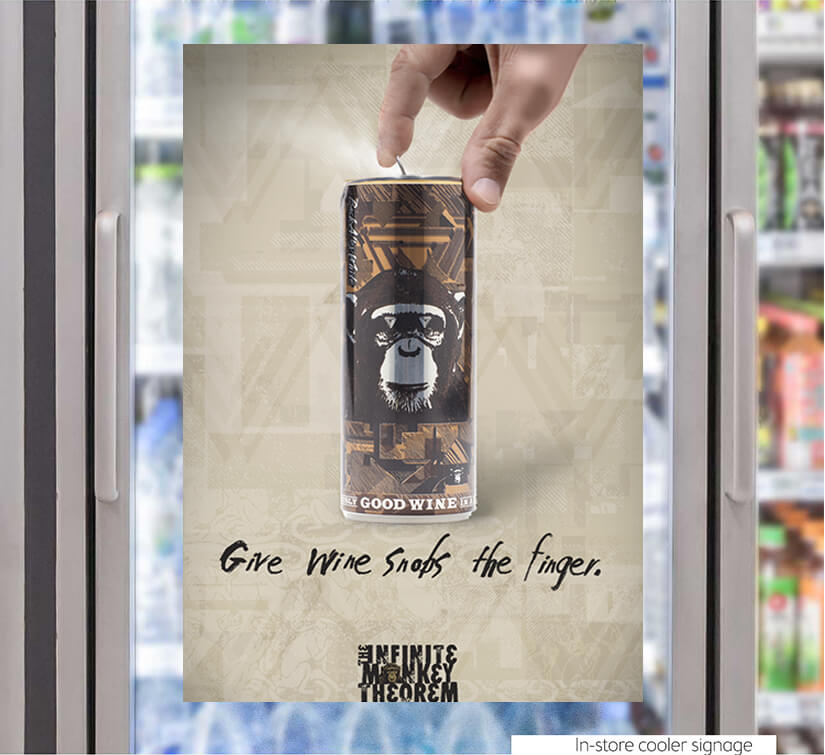 GOOD WINE
Give Wine Snobs the finger.
THE INFINITE
MONKEY
THEOREM
In-store cooler signage